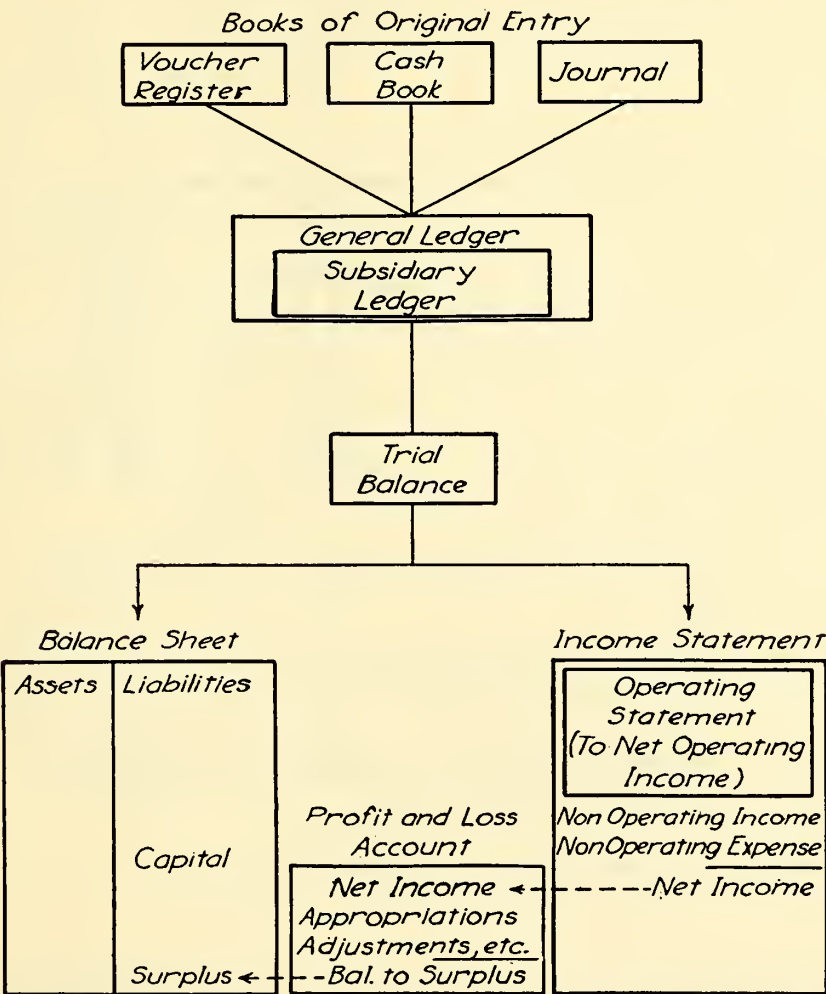 Books of Original Entry
Voucher
Register
Cash
Book
Journal
General Ledger
Subsidiary
Ledger
Trial
Balance
Balance Sheet
Assets
Liabilities
Capital
Surplus
Profit and Loss
Account
Net Income
Appropriations
Adjustments, etc.
Bal. to Surplus
Income Statement
Operating
Statement
(To Net Operating
Income)
Non Operating Income
Non Operating Expense
Net Income